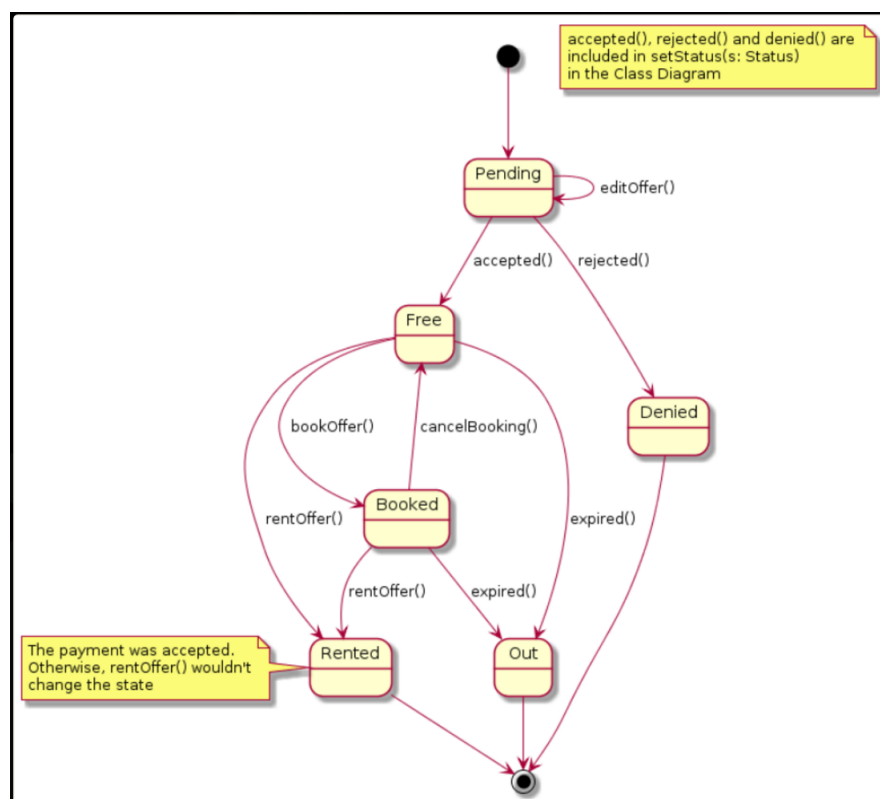 accepted(), rejected() and denied() are
included in setStatus(s: Status)
in the Class Diagram
Pending
editOffer()
accepted()
rejected()
Free
Denied
bookOffer()
cancelBooking()
Booked
rentOffer()
expired()
rentOffer()
expired()
The payment was accepted.
Otherwise, rentOffer() wouldn't
change the state
Rented
Out